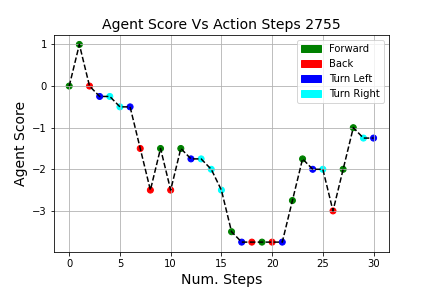 Agent Score Vs Action Steps 2755
Forward
Back
Turn Left
Turn Right
Agent Score
1
0
−1
−2
−3
0 5 10 15 20 25 30
Num. Steps